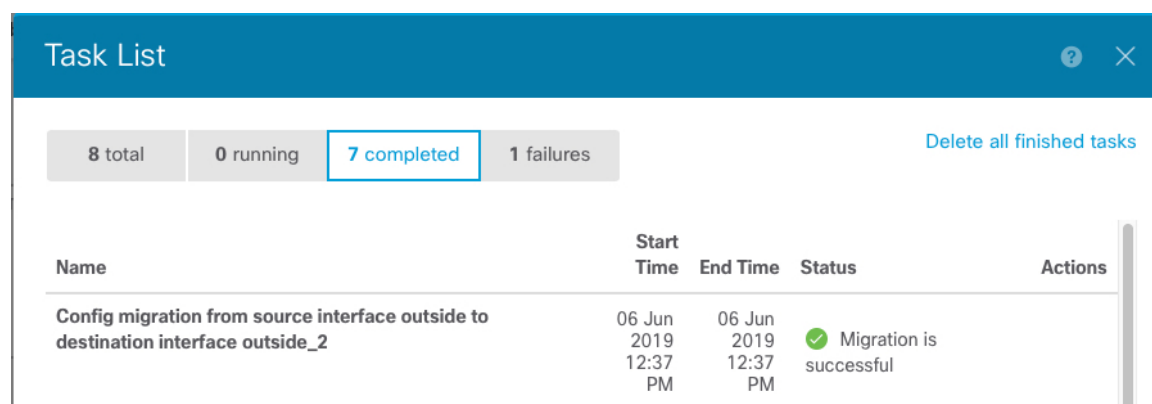 Task List
8 total 0 running 7 completed 1 failures
Delete all finished tasks
Name Start Time End Time Status Actions
Config migration from source interface outside to
destination interface outside_2
06 Jun
2019
12:37
PM
06 Jun
2019
12:37
PM
Migration is
successful